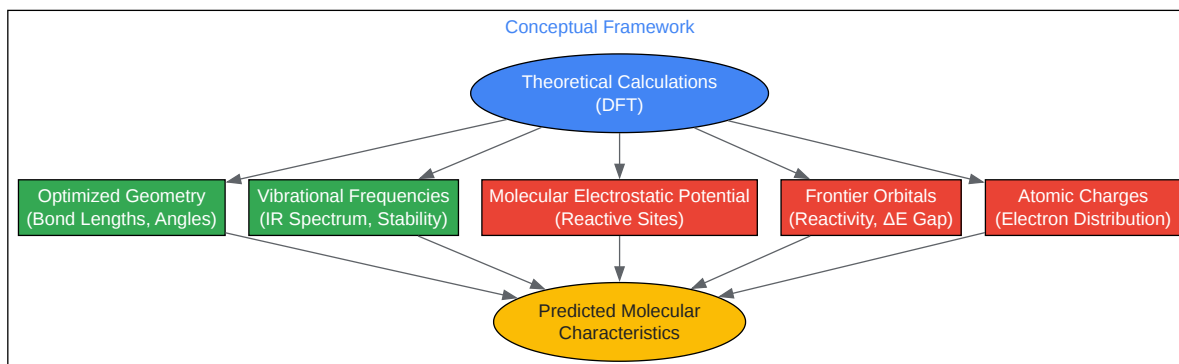 Conceptual Framework
Theoretical Calculations
(DFT)
Optimized Geometry
(Bond Lengths, Angles)
Vibrational Frequencies
(IR Spectrum, Stability)
Molecular Electrostatic Potential
(Reactive Sites)
Frontier Orbitals
(Reactivity, ΔE Gap)
Atomic Charges
(Electron Distribution)
Predicted Molecular
Characteristics